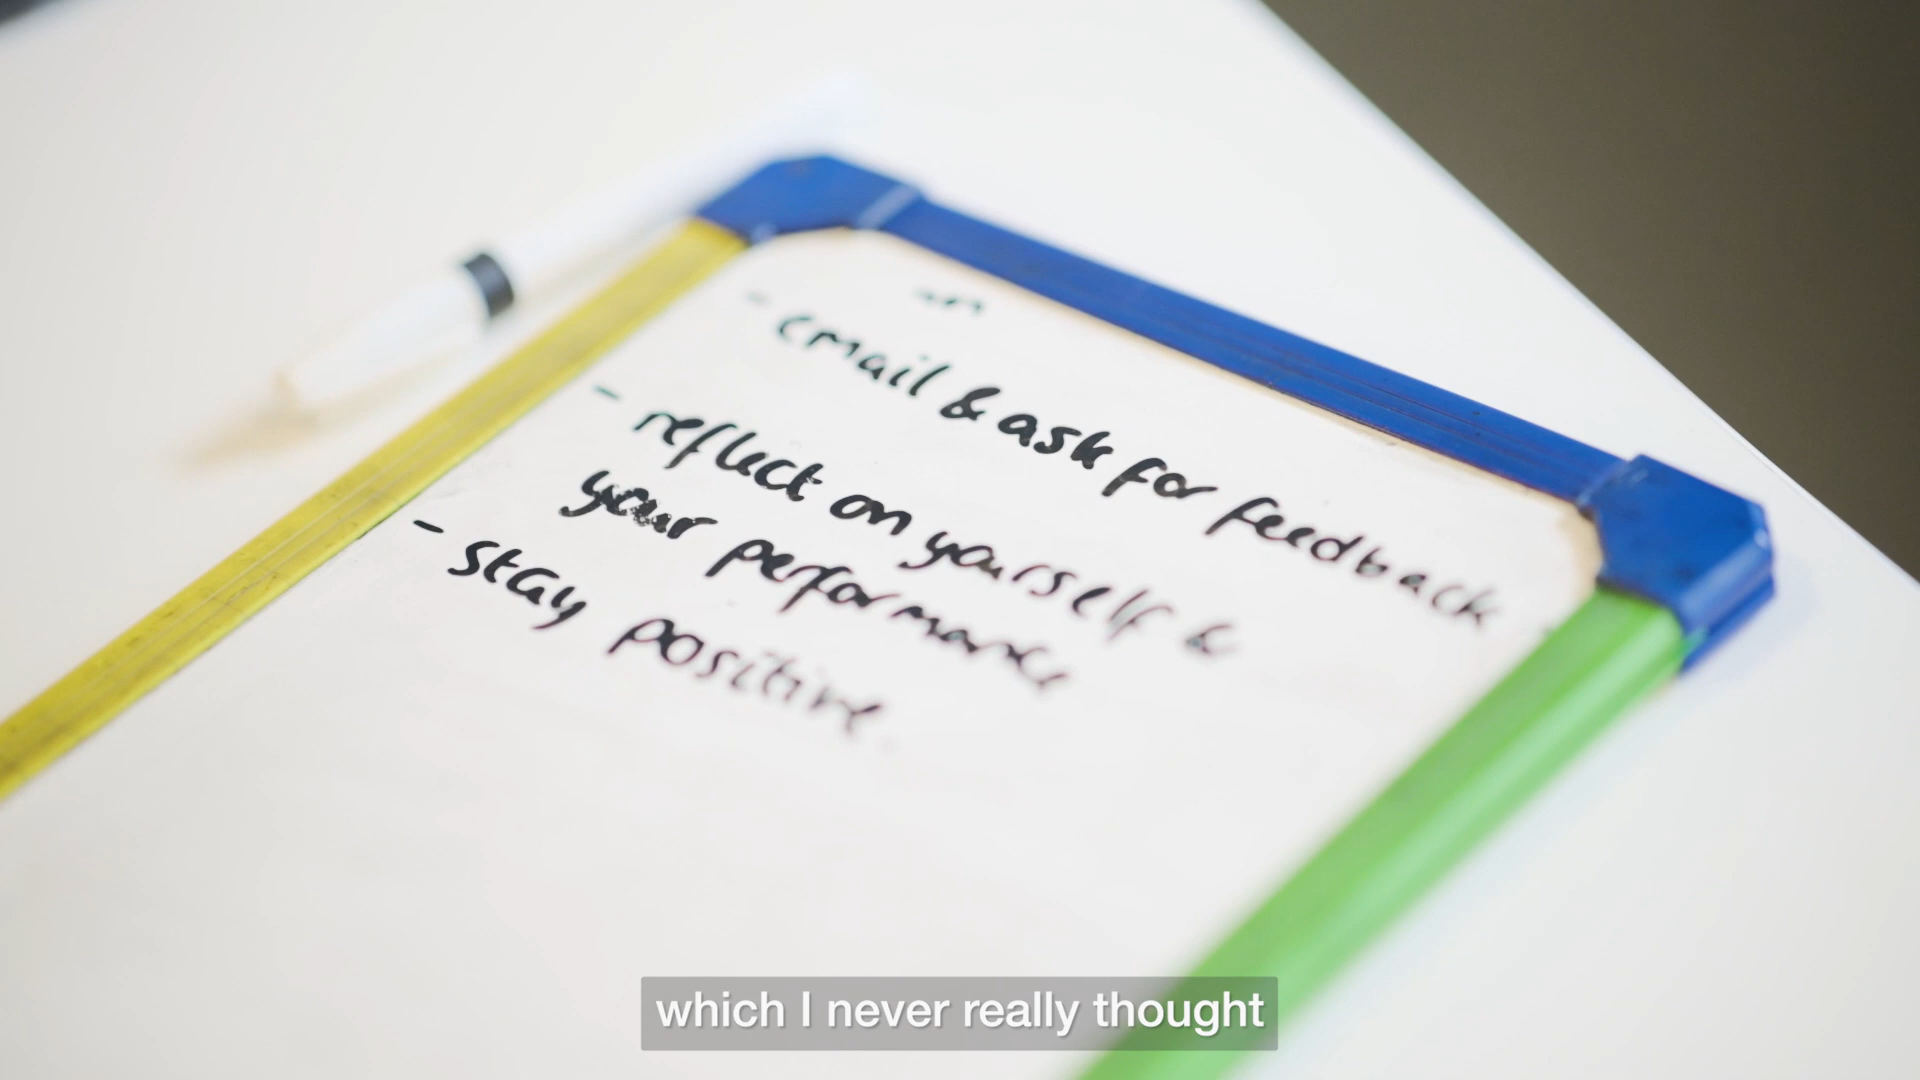 - email & ask for feedback
- reflect on yourself &
your performance
- stay positive.
which I never really thought